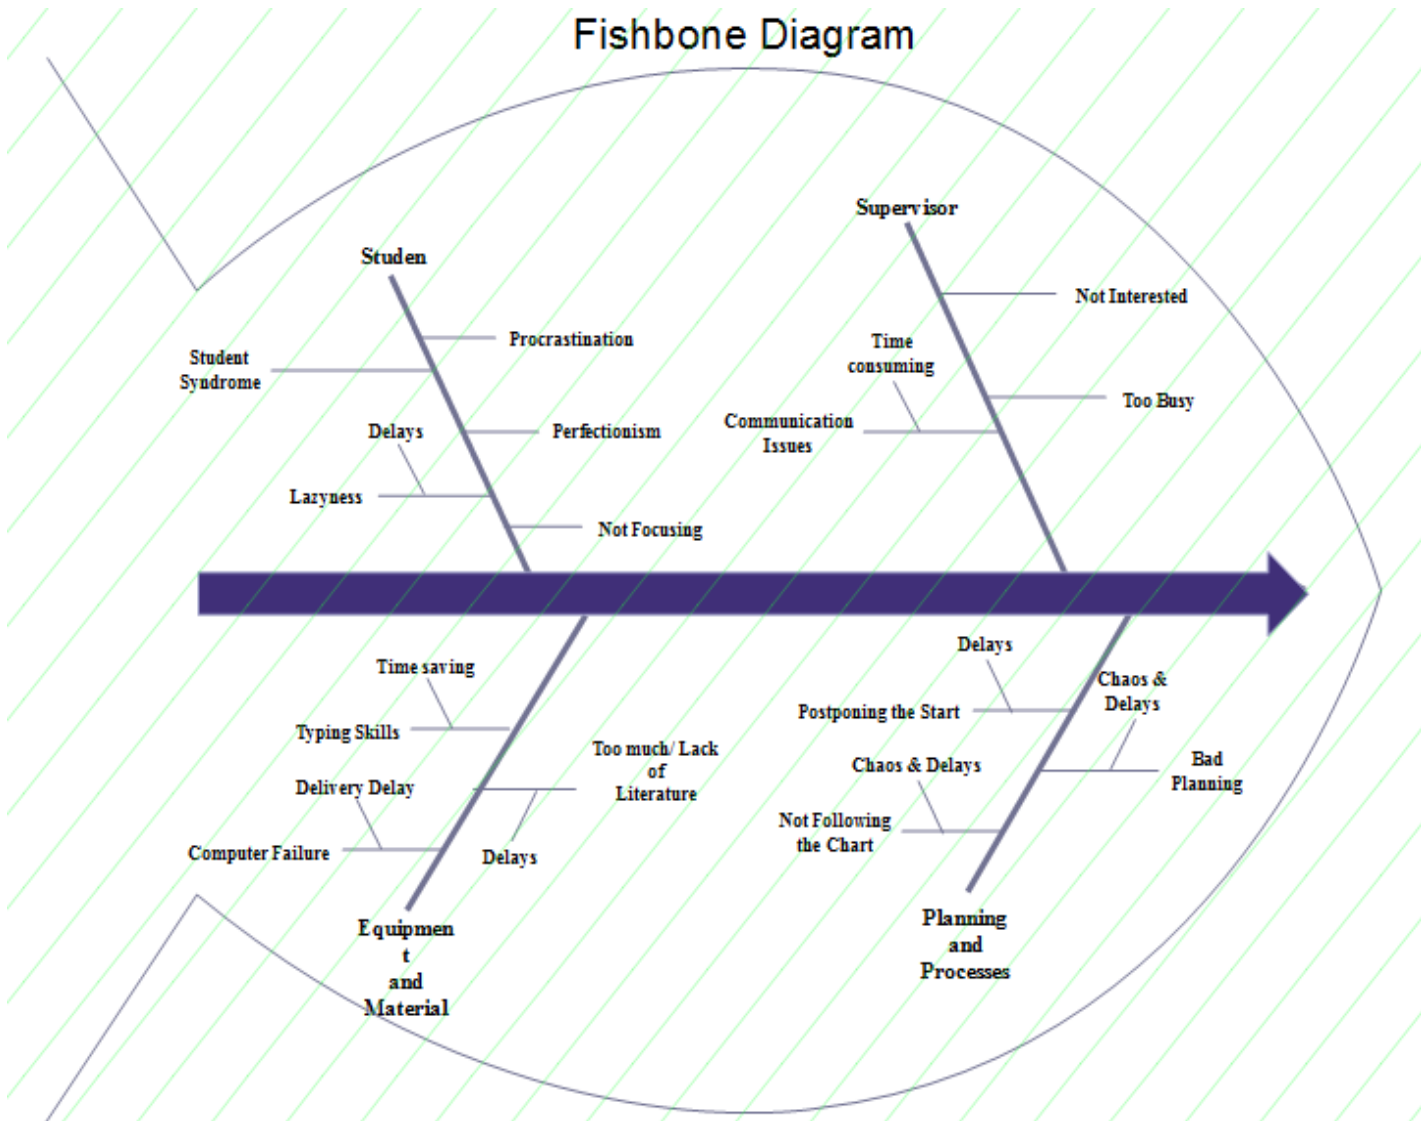 Fishbone Diagram
Supervisor
Studen
Not Interested
Procrastination
Time
consuming
Student
Syndrome
Too Busy
Delays
Perfectionism
Communication
Issues
Lazyness
Not Focusing
Delays
Time saving
Chaos &
Delays
Postponing the Start
Typing Skills
Too much/ Lack
of
Literature
Bad
Planning
Chaos & Delays
Delivery Delay
Not Following
the Chart
Computer Failure
Delays
Equipmen
t
and
Material
Planning
and
Processes